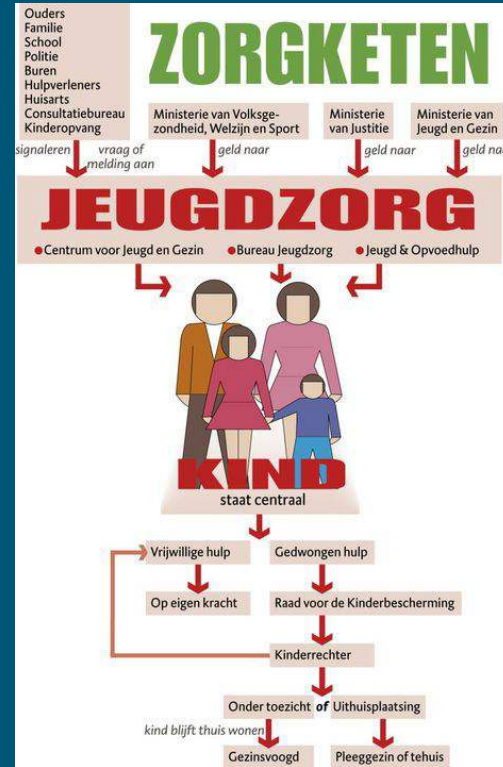 Ouders
Familie
School
Politie
Buren
Hulpverleners
Huisarts
Consultatiebureau
Kinderopvang
ZORGKETEN
Ministerie van Volksge-
zondheid, Welzijn en Sport
Ministerie
van Justitie
Ministerie van
Jeugd en Gezin
signaleren
vraag of
melding aan
geld naar
geld naar
geld na
JEUGDZORG
•Centrum voor Jeugd en Gezin •Bureau Jeugdzorg •Jeugd & Opvoedhulp
KIND
staat centraal
Vrijwillige hulp
Gedwongen hulp
Op eigen kracht
Raad voor de Kinderbescherming
Kinderrechter
Onder toezicht of Uithuisplaatsing
kind blijft thuis wonen
Gezinsvoogd
Pleeggezin of tehuis